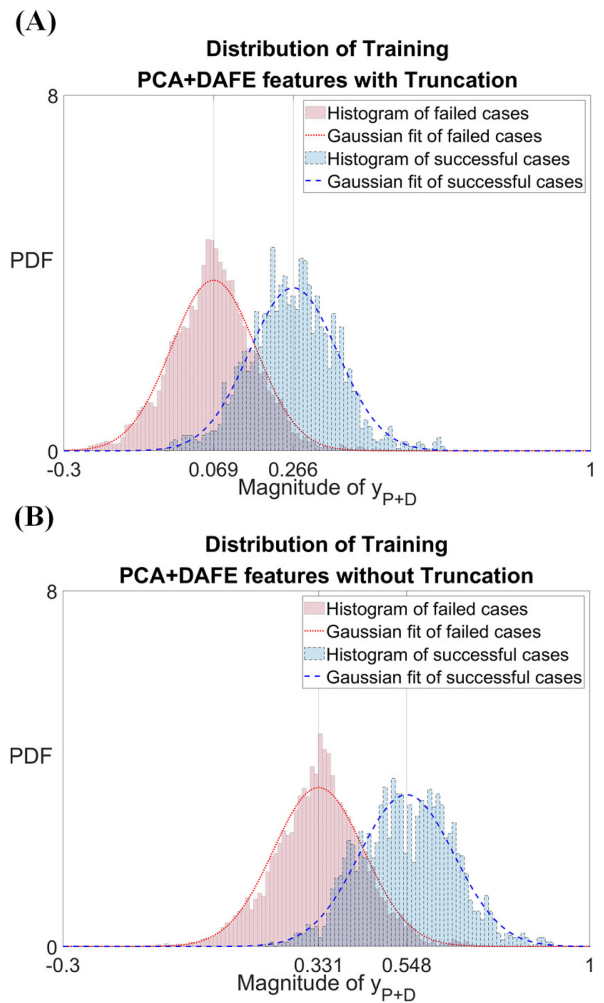 (A)
Distribution of Training
PCA+DAFE features with Truncation
8
Histogram of failed cases
Gaussian fit of failed cases
Histogram of successful cases
Gaussian fit of successful cases
PDF
0
-0.3
0.069
0.266
1
Magnitude of yP+D
(B)
Distribution of Training
PCA+DAFE features without Truncation
8
Histogram of failed cases
Gaussian fit of failed cases
Histogram of successful cases
Gaussian fit of successful cases
PDF
0
-0.3
0.331
0.548
1
Magnitude of yP+D